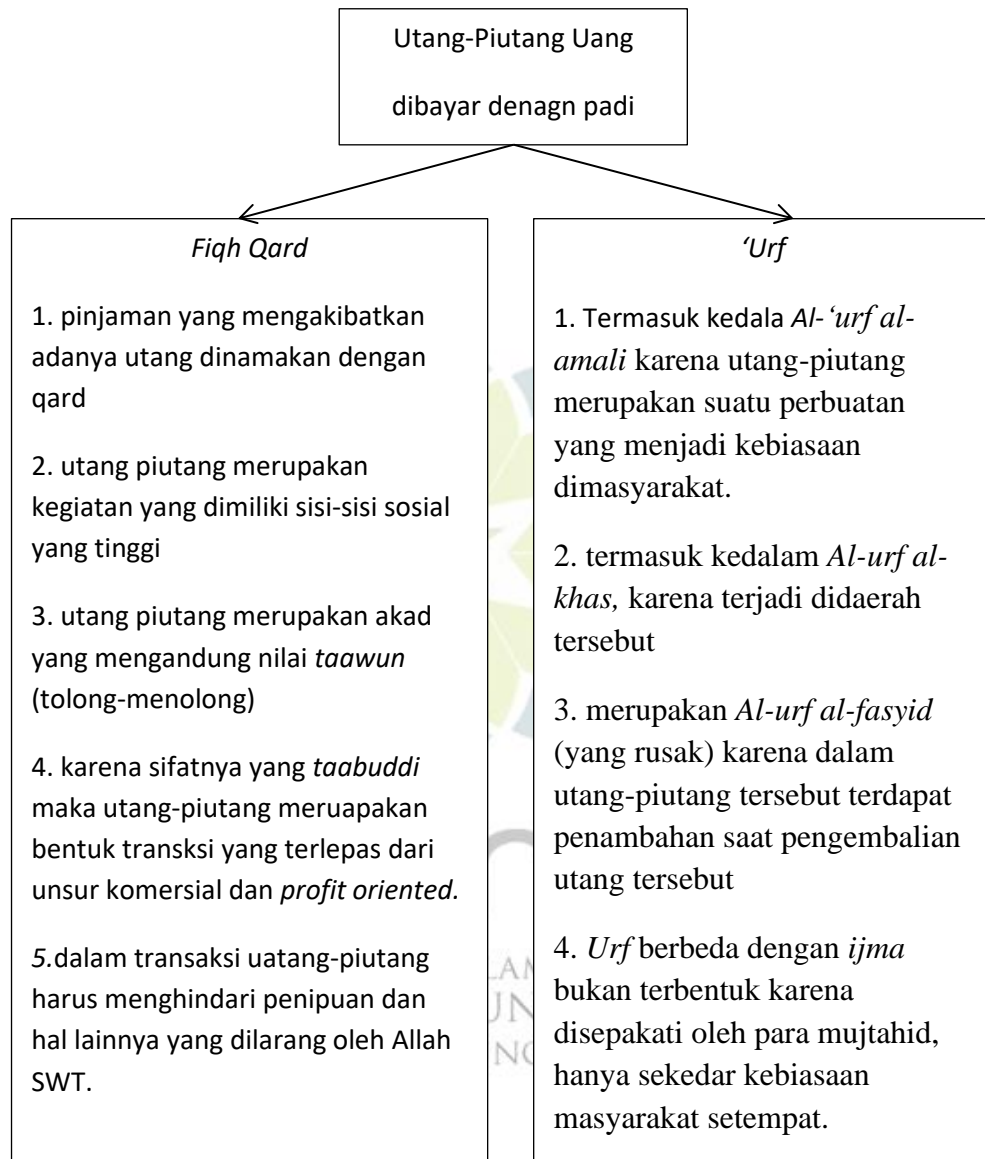 Utang-Piutang Uang
dibayar denagn padi
Fiqh Qard
1. pinjaman yang mengakibatkan
adanya utang dinamakan dengan
qard
2. utang piutang merupakan
kegiatan yang dimiliki sisi-sisi sosial
yang tinggi
3. utang piutang merupakan akad
yang mengandung nilai taawun
(tolong-menolong)
4. karena sifatnya yang taabuddi
maka utang-piutang meruapakan
bentuk transksi yang terlepas dari
unsur komersial dan profit oriented.
5.dalam transaksi uatang-piutang
harus menghindari penipuan dan
hal lainnya yang dilarang oleh Allah
SWT.
‘Urf
1. Termasuk kedala Al-‘urf al-
amali karena utang-piutang
merupakan suatu perbuatan
yang menjadi kebiasaan
dimasyarakat.
2. termasuk kedalam Al-urf al-
khas, karena terjadi didaerah
tersebut
3. merupakan Al-urf al-fasyid
(yang rusak) karena dalam
utang-piutang tersebut terdapat
penambahan saat pengembalian
utang tersebut
4. Urf berbeda dengan ijma
bukan terbentuk karena
disepakati oleh para mujtahid,
hanya sekedar kebiasaan
masyarakat setempat.